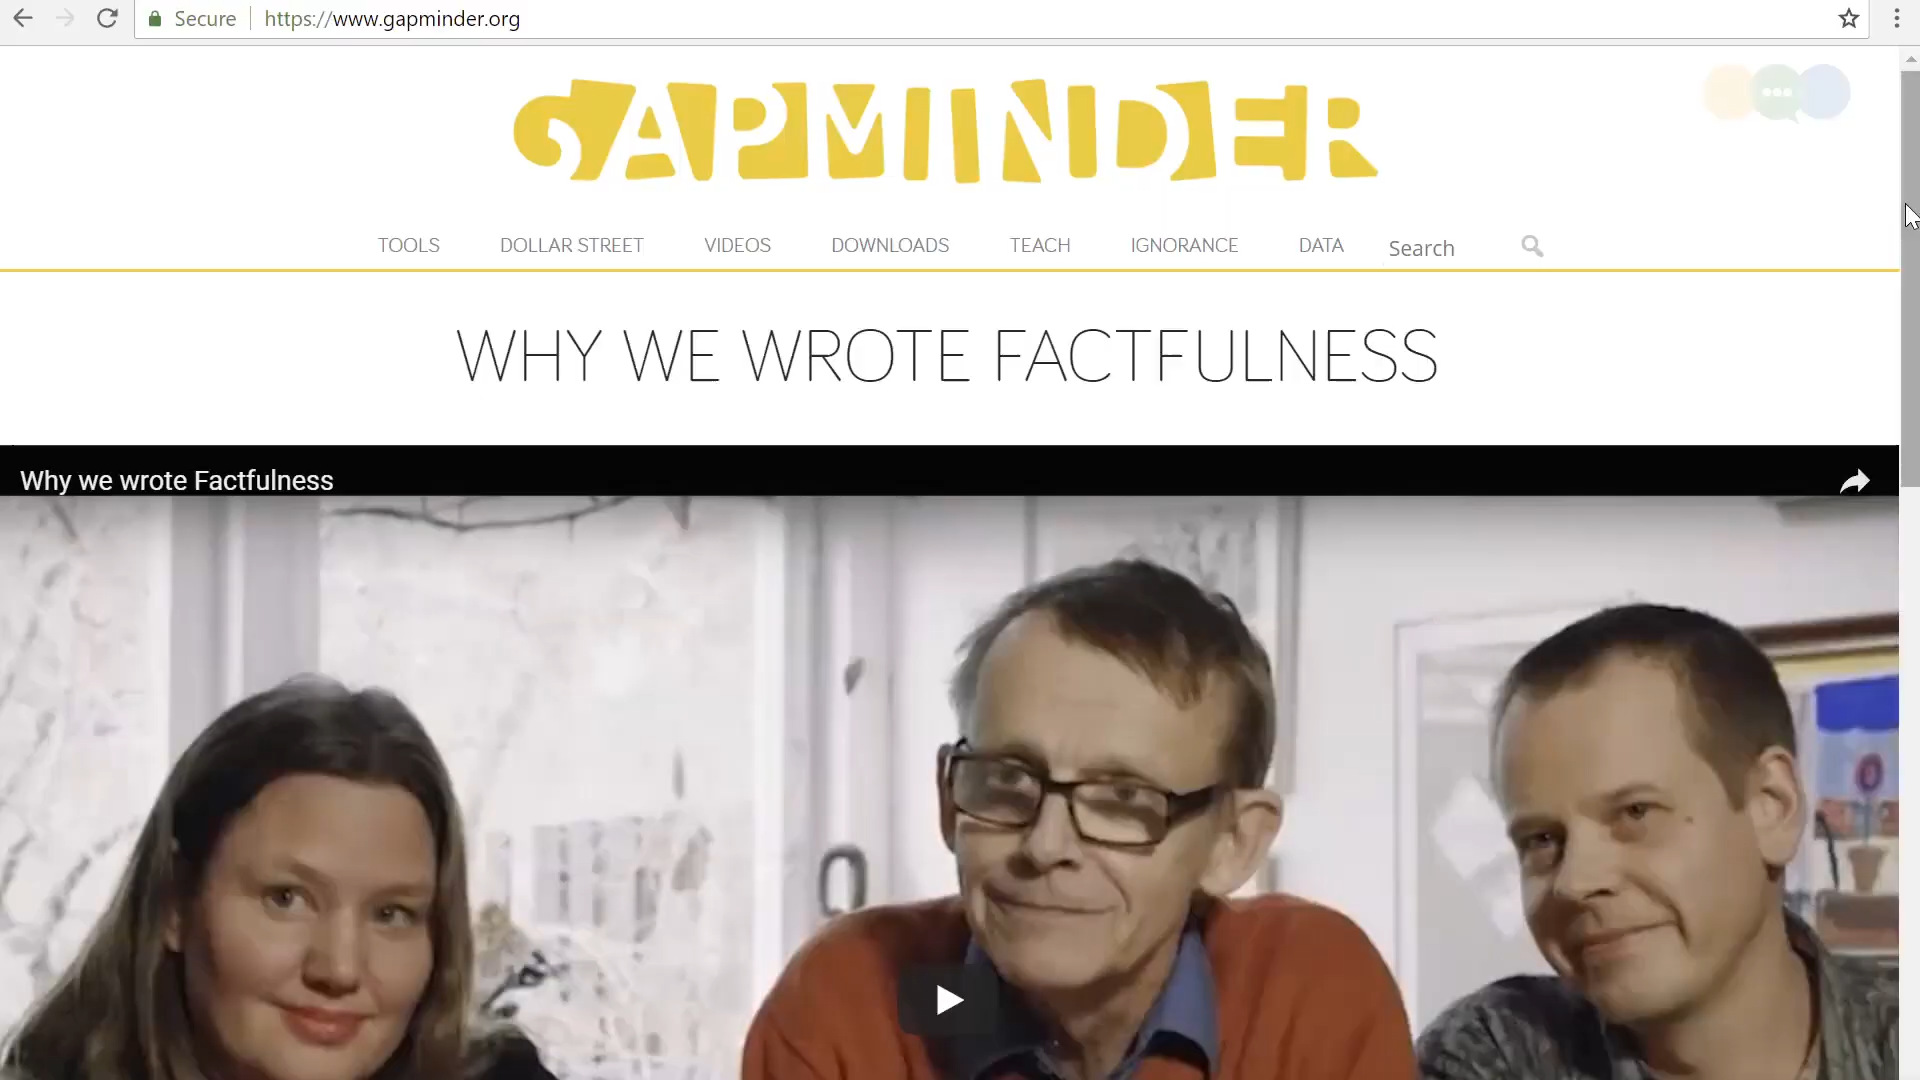 Secure https://www.gapminder.org
GAPMINDER
TOOLS DOLLAR STREET VIDEOS DOWNLOADS TEACH IGNORANCE DATA Search
WHY WE WROTE FACTFULNESS
Why we wrote Factfulness